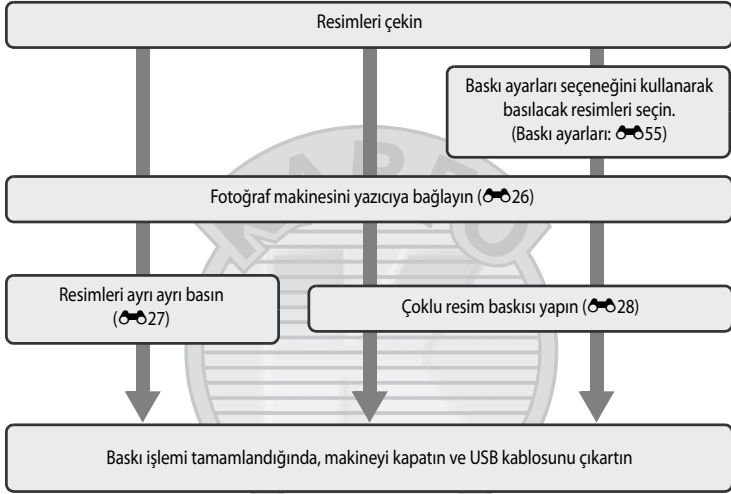 Resimleri çekin
Baskı ayarları seçeneğini kullanarak
basılacak resimleri seçin.
(Baskı ayarları: 55)
Fotoğraf makinesini yazıcıya bağlayın (26)
Resimleri ayrı ayrı basın
(27)
Çoklu resim baskısı yapın (28)
Baskı işlemi tamamlandığında, makineyi kapatın ve USB kablosunu çıkartın